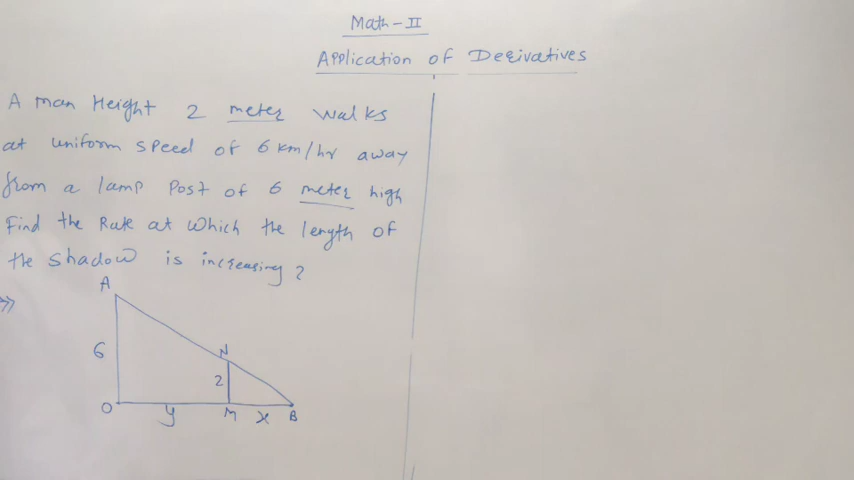 Math-II
Application of Derivatives
A man Height 2 meter walks
at uniform speed of 6 km/hr away
from a lamp Post of 6 meter high
Find the Rate at which the length of
the shadow is increasing ?
A
6
N
2
O
y
M
x
B